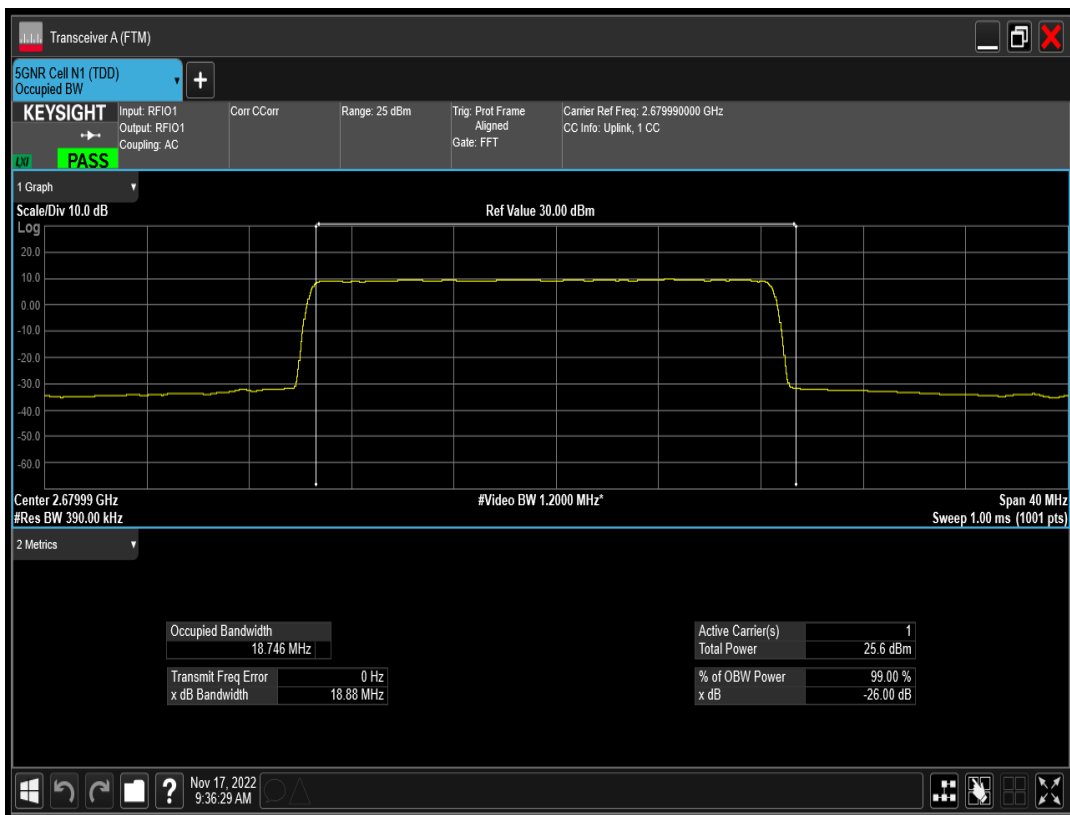 Transceiver A (FTM)
5GNR Cell N1 (TDD)
Occupied BW
+
KEYSIGHT
LXI
PASS
Input: RFIO1
Output: RFIO1
Coupling: AC
Corr CCorr
Range: 25 dBm
Trig: Prot Frame
Aligned
Gate: FFT
Carrier Ref Freq: 2.679990000 GHz
CC Info: Uplink, 1 CC
1 Graph
Scale/Div 10.0 dB
Ref Value 30.00 dBm
Log
20.0
10.0
0.00
-10.0
-20.0
-30.0
-40.0
-50.0
-60.0
Center 2.67999 GHz
#Video BW 1.2000 MHz*
Span 40 MHz
#Res BW 390.00 kHz
Sweep 1.00 ms (1001 pts)
2 Metrics
Occupied Bandwidth
18.746 MHz
Transmit Freq Error 0 Hz
x dB Bandwidth 18.88 MHz
Active Carrier(s) 1
Total Power 25.6 dBm
% of OBW Power 99.00 %
x dB -26.00 dB
?
Nov 17, 2022
9:36:29 AM